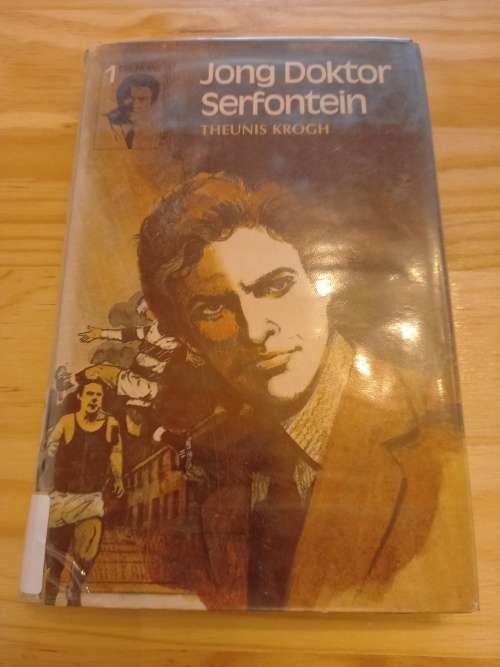 1
Jong Doktor
Serfontein
THEUNIS KROGH